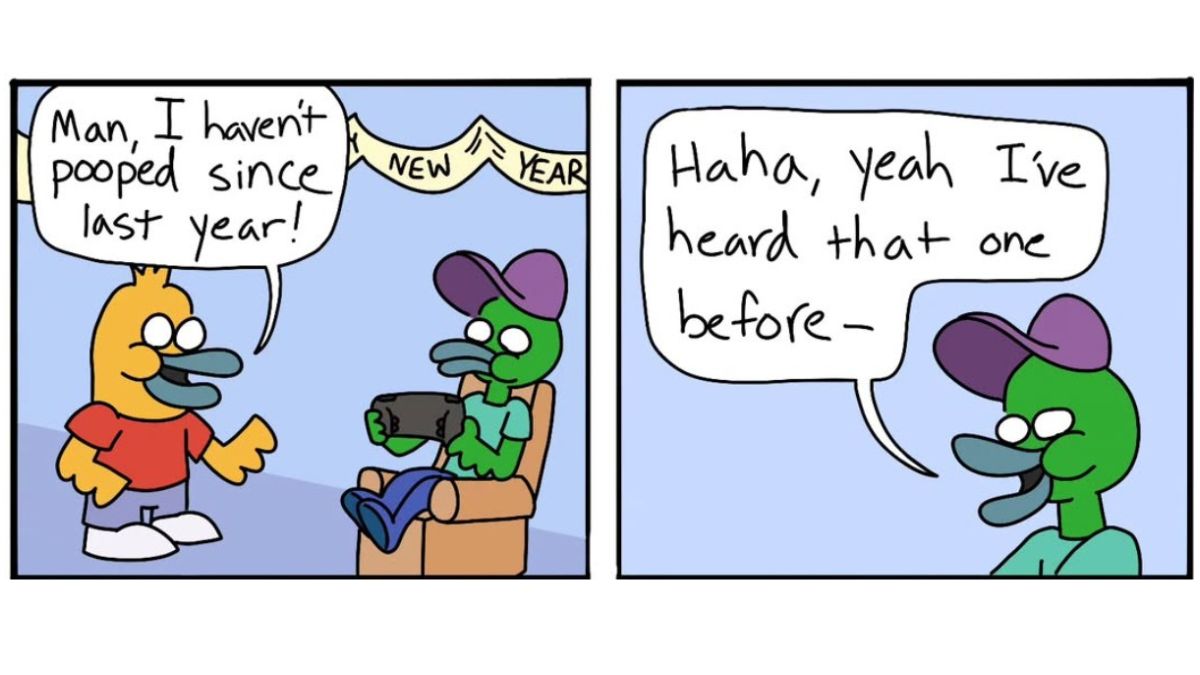 Man, I haven't
pooped since
last year!
NEW YEAR
Haha, yeah I've
heard that one
before-